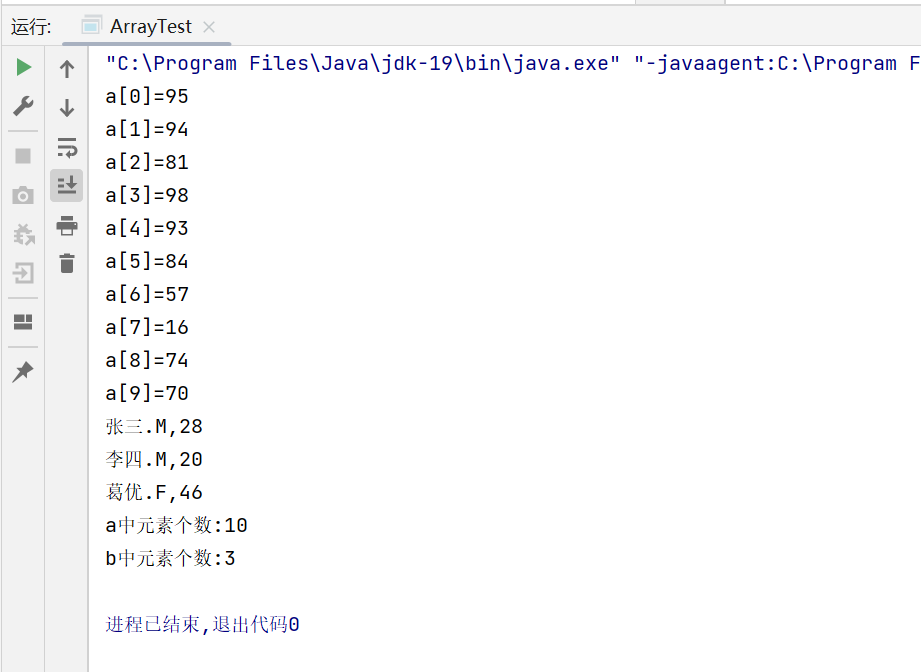 运行: ArrayTest
"C:\Program Files\Java\jdk-19\bin\java.exe" "-javaagent:C:\Program F
a[0]=95
a[1]=94
a[2]=81
a[3]=98
a[4]=93
a[5]=84
a[6]=57
a[7]=16
a[8]=74
a[9]=70
张三.M,28
李四.M,20
葛优.F,46
a中元素个数:10
b中元素个数:3
进程已结束,退出代码0